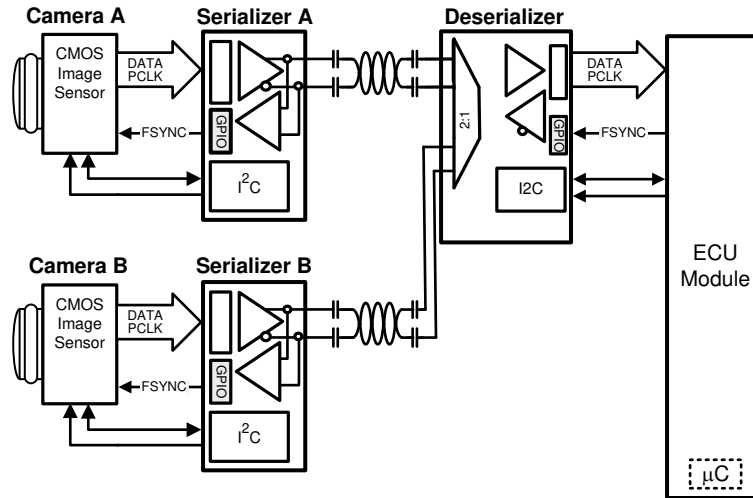 Camera A
Serializer A
Deserializer
CMOS
Image
Sensor
DATA
PCLK
FSYNC
GPIO
I²C
2:1
DATA
PCLK
FSYNC
GPIO
I2C
ECU
Module
Camera B
Serializer B
CMOS
Image
Sensor
DATA
PCLK
FSYNC
GPIO
I²C
µC